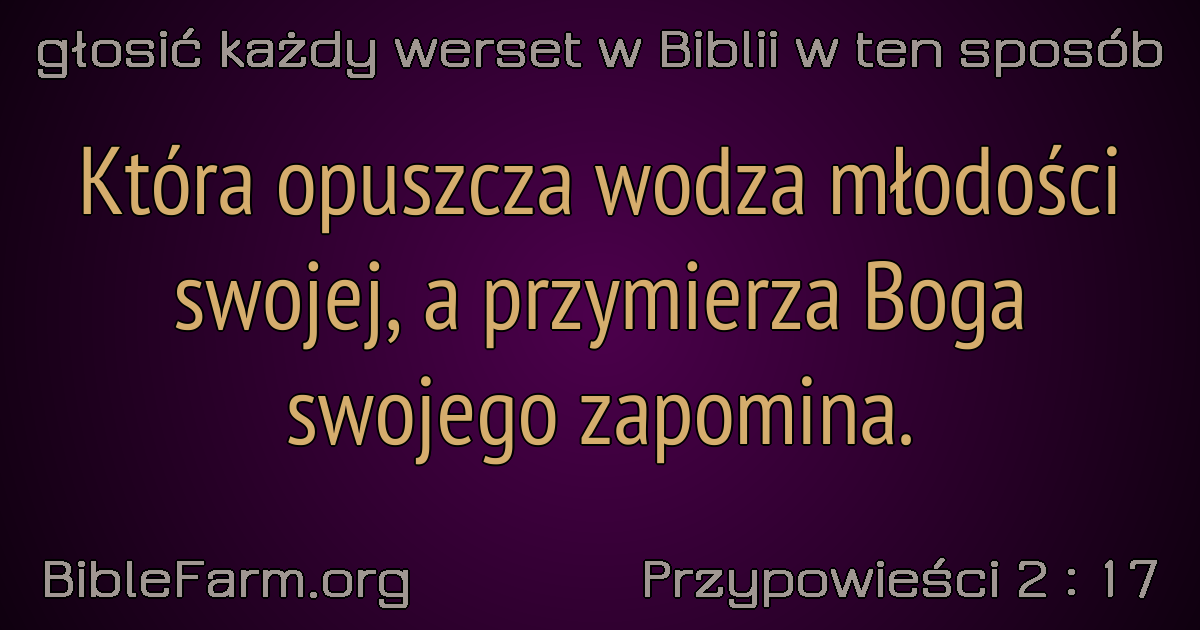 głosić każdy werset w Biblii w ten sposób
Która opuszcza wodza młodości
swojej, a przymierza Boga
swojego zapomina.
BibleFarm.org
Przypowieści 2 : 17